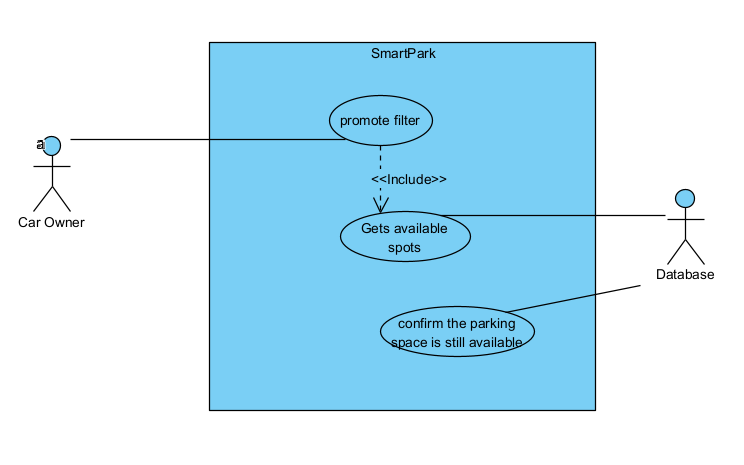 SmartPark
promote filter
<<Include>>
Car Owner
Gets available
spots
Database
confirm the parking
space is still available